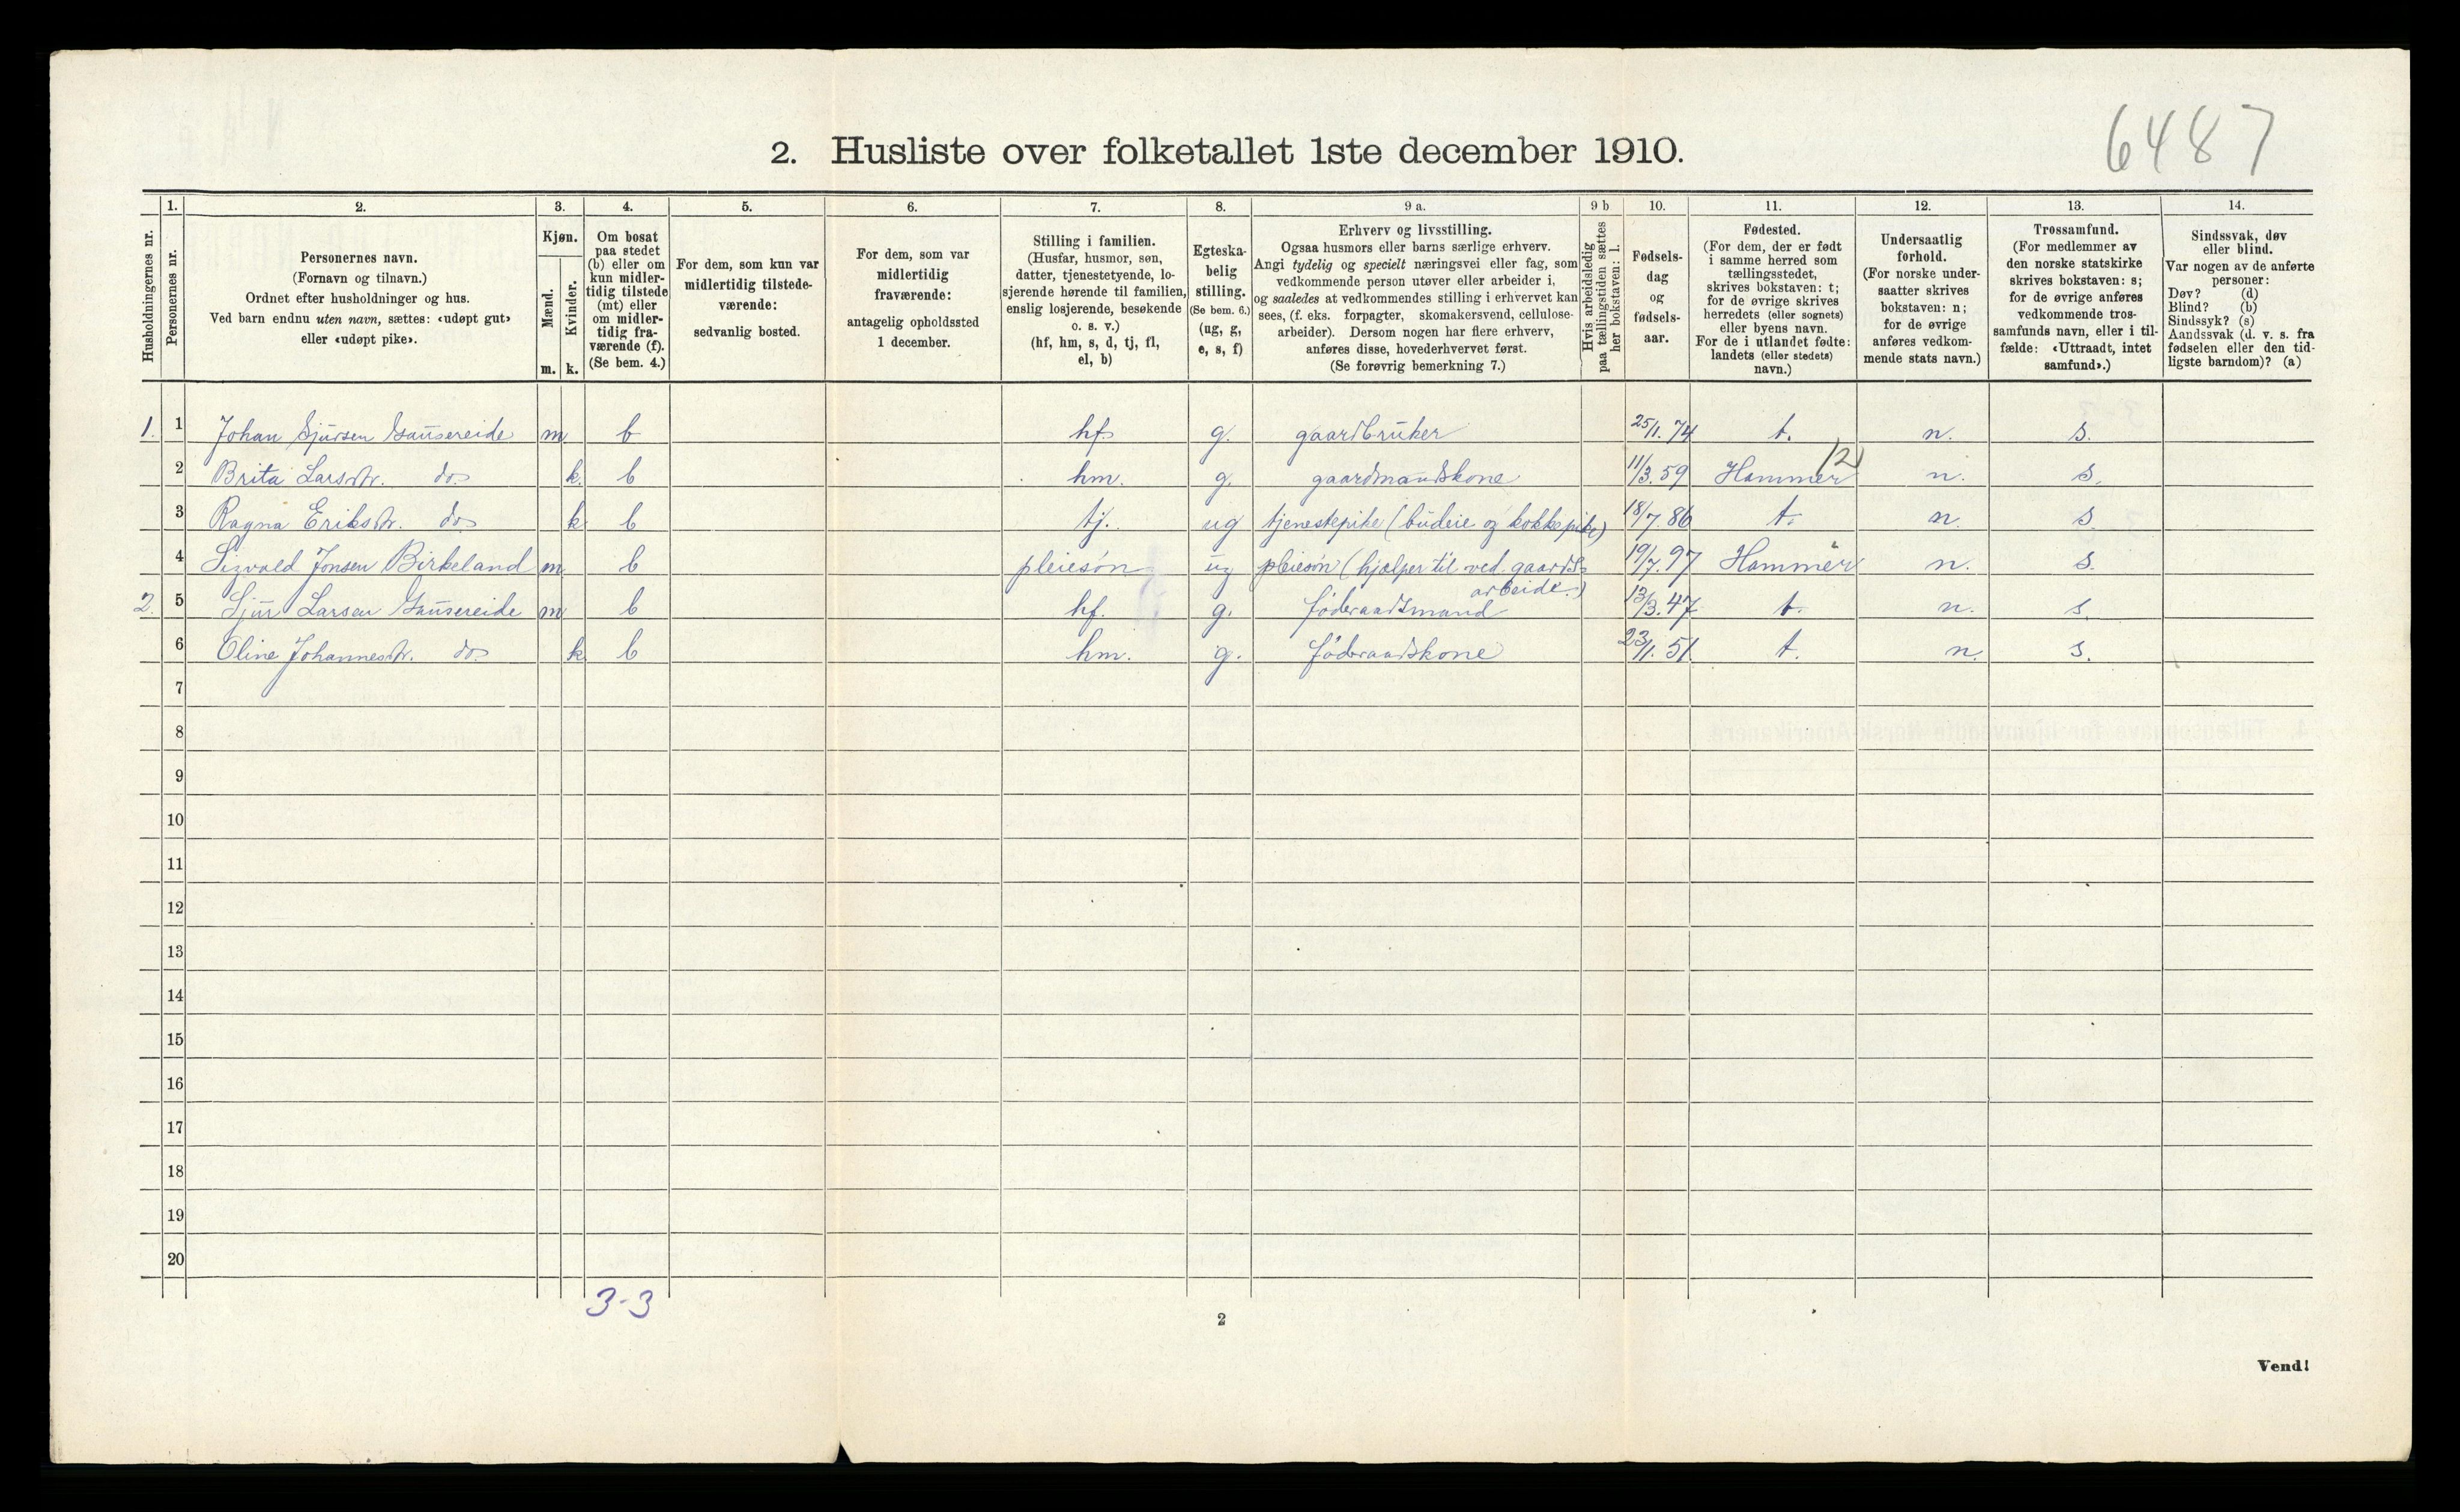 6487
2. Husliste over folketallet 1ste december 1910.
Husholdningernes nr.
1. Personernes nr.
2. Personernes navn. (Fornavn og tilnavn.) Ordnet efter husholdninger og hus. Ved barn endnu uten navn, sættes: «udøpt gut» eller «udøpt pike».
3. Kjøn. Mænd. m. Kvinder. k.
4. Om bosat paa stedet (b) eller om kun midlertidig tilstede (mt) eller om midlertidig fraværende (f). (Se bem. 4.)
5. For dem, som kun var midlertidig tilstedeværende: sedvanlig bosted.
6. For dem, som var midlertidig fraværende: antagelig opholdssted 1 december.
7. Stilling i familien. (Husfar, husmor, søn, datter, tjenestetyende, losjerende hørende til familien, enslig losjerende, besøkende o. s. v.) (hf, hm, s, d, tj, fl, el, b)
8. Egteskabelig stilling. (Se bem. 6.) (ug, g, e, s, f)
9 a. Erhverv og livsstilling. Ogsaa husmors eller barns særlige erhverv. Angi tydelig og specielt næringsvei eller fag, som vedkommende person utøver eller arbeider i, og saaledes at vedkommendes stilling i erhvervet kan sees, (f. eks. forpagter, skomakersvend, cellulosearbeider). Dersom nogen har flere erhverv, anføres disse, hovederhvervet først. (Se forøvrig bemerkning 7.)
9 b Hvis arbeidsledig paa tællingstiden sættes her bokstaven: l.
10. Fødselsdag og fødselsaar.
11. Fødested. (For dem, der er født i samme herred som tællingsstedet, skrives bokstaven: t; for de øvrige skrives herredets (eller sognets) eller byens navn. For de i utlandet fødte: landets (eller stedets) navn.)
12. Undersaatlig forhold. (For norske undersaatter skrives bokstaven: n; for de øvrige anføres vedkommende stats navn.)
13. Trossamfund. (For medlemmer av den norske statskirke skrives bokstaven: s; for de øvrige anføres vedkommende trossamfunds navn, eller i tilfælde: «Uttraadt, intet samfund».)
14. Sindssvak, døv eller blind. Var nogen av de anførte personer: Døv? (d) Blind? (b) Sindssyk? (s) Aandssvak (d. v. s. fra fødselen eller den tidligste barndom)? (a)
1. 1 Johan Sjursen Gausereide m b hf g. gaardbruker 25/1. 74 t. n. s.
2 Brita Larsdtr. do k. b hm. g. gaardmandskone 11/3. 59 Hammer 12 n. s.
3 Ragna Eriksdtr. do k b tj. ug tjenestepike (budeie og kokkepike) 18/7. 86 t. n. s.
4 Sigvald Jonsen Birkeland m b pleiesön ug pleiesön (hjælper til ved gaards- arbeide.) 19/7. 97 Hammer n. s.
2. 5 Sjur Larsen Gausereide m b hf. g. föderaadsmand 13/3. 47 t. n. s.
6 Oline Johannesdtr. do k b hm. g. föderaadskone 23/1. 51 t. n. s.
7
8
9
10
11
12
13
14
15
16
17
18
19
20
3-3
2
Vend!